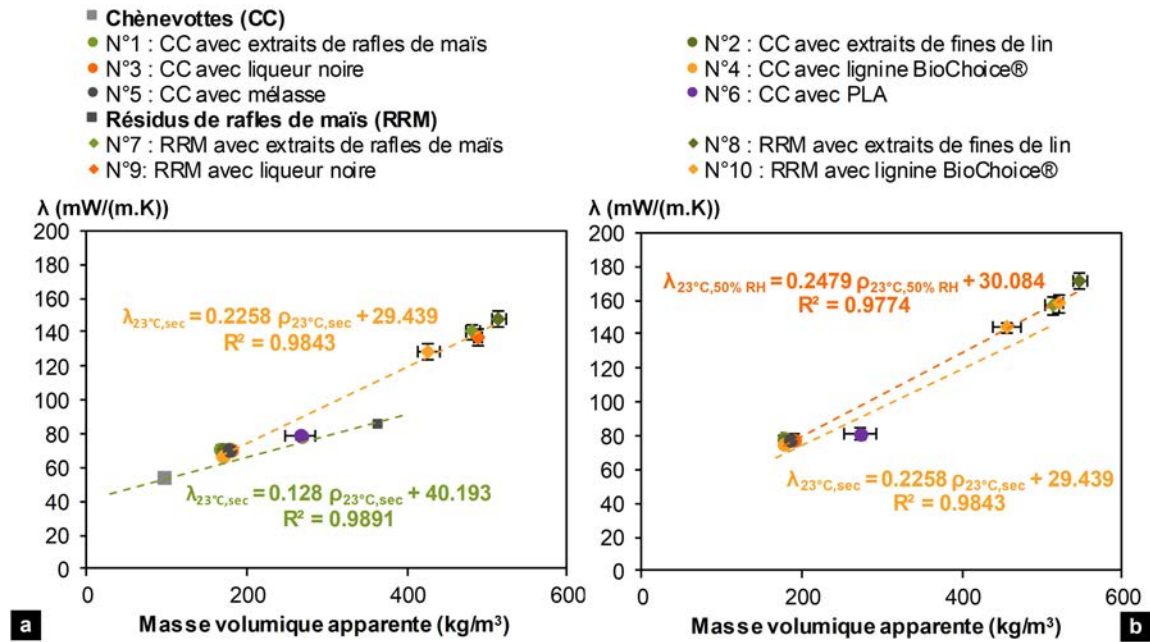 Chènevottes (CC)
N°1 : CC avec extraits de rafles de maïs
N°2 : CC avec extraits de fines de lin
N°3 : CC avec liqueur noire
N°4 : CC avec lignine BioChoice®
N°5 : CC avec mélasse
N°6 : CC avec PLA
Résidus de rafles de maïs (RRM)
N°7 : RRM avec extraits de rafles de maïs
N°8 : RRM avec extraits de fines de lin
N°9: RRM avec liqueur noire
N°10 : RRM avec lignine BioChoice®
λ (mW/(m.K))
200
180
160
140
120
100
80
60
40
20
0
λ23°C,sec = 0.2258 ρ23°C,sec + 29.439
R² = 0.9843
λ23°C,sec = 0.128 ρ23°C,sec + 40.193
R² = 0.9891
0 200 400 600
Masse volumique apparente (kg/m³)
a
λ (mW/(m.K))
200
180
160
140
120
100
80
60
40
20
0
λ23°C,50% RH = 0.2479 ρ23°C,50% RH + 30.084
R² = 0.9774
λ23°C,sec = 0.2258 ρ23°C,sec + 29.439
R² = 0.9843
0 200 400 600
Masse volumique apparente (kg/m³)
b